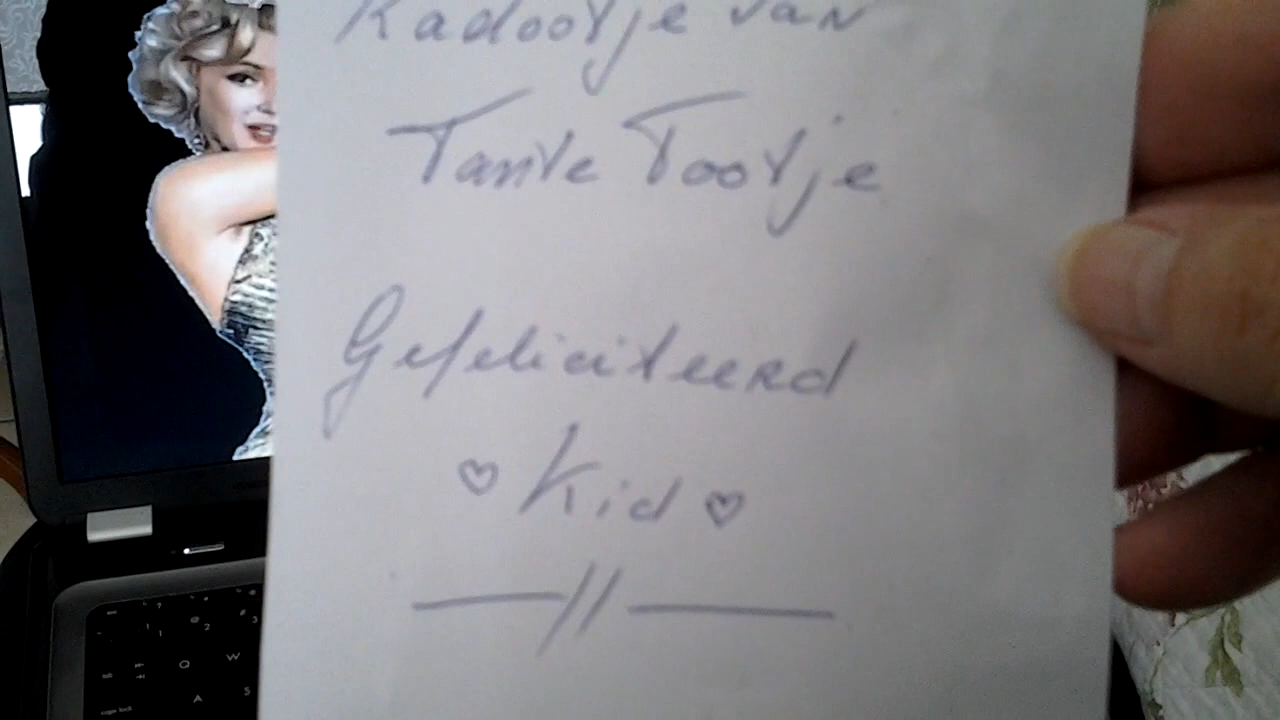 Kadootje van
Tante Tootje
Gefeliciteerd
♡ Kid ♡